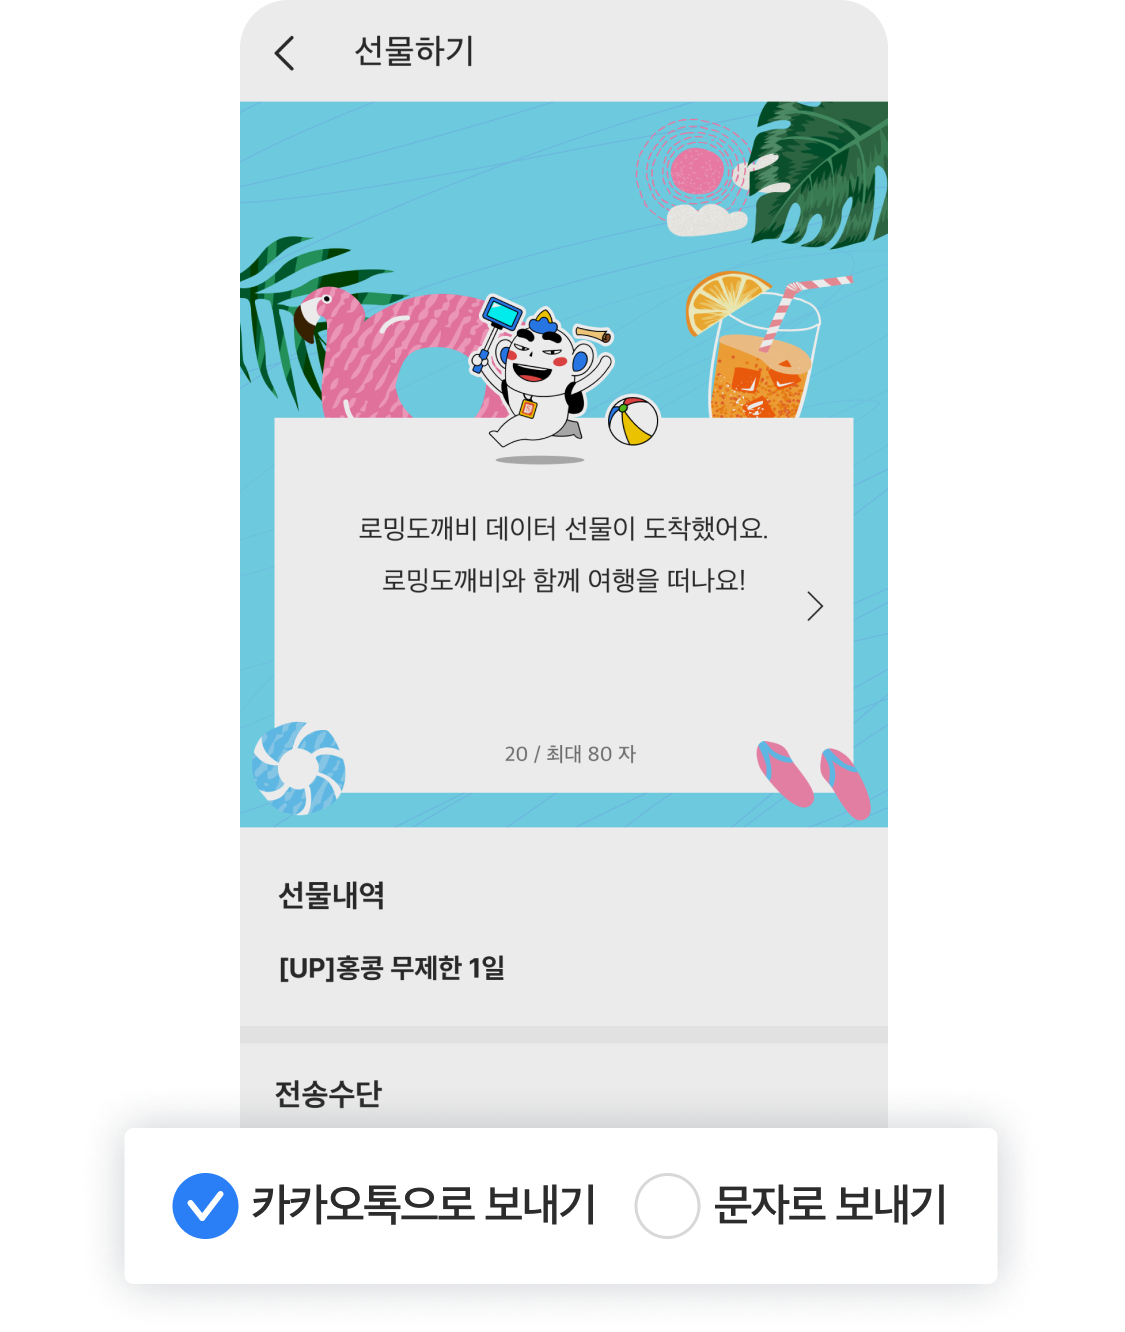 선물하기
로밍도깨비 데이터 선물이 도착했어요.
로밍도깨비와 함께 여행을 떠나요!
20 / 최대 80 자
선물내역
[UP]홍콩 무제한 1일
전송수단
카카오톡으로 보내기 문자로 보내기